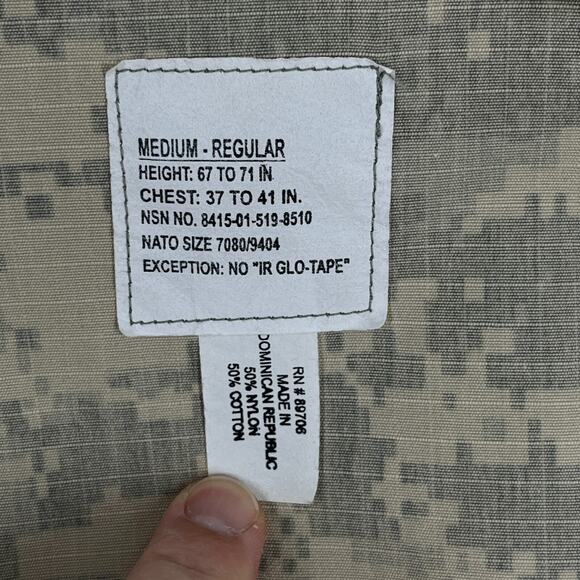 MEDIUM - REGULAR
HEIGHT: 67 TO 71 IN
CHEST: 37 TO 41 IN.
NSN NO. 8415-01-519-8510
NATO SIZE 7080/9404
EXCEPTION: NO "IR GLO-TAPE"
RN # 89706
MADE IN
DOMINICAN REPUBLIC
50% NYLON
50% COTTON